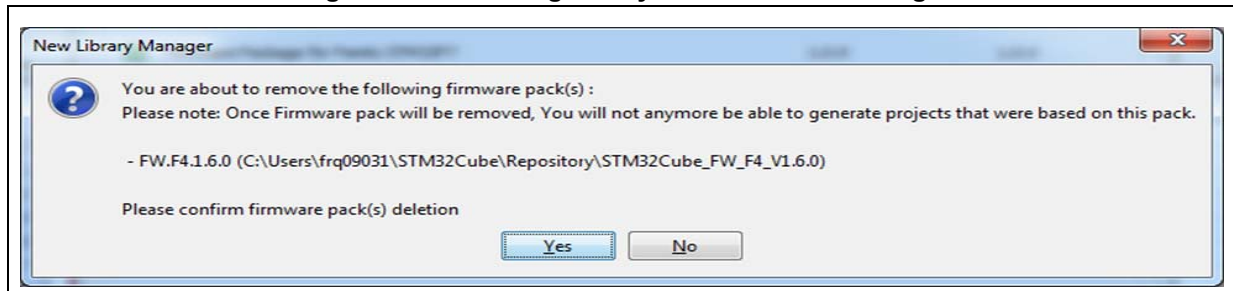 New Library Manager
You are about to remove the following firmware pack(s) :
Please note: Once Firmware pack will be removed, You will not anymore be able to generate projects that were based on this pack.
- FW.F4.1.6.0 (C:\Users\frq09031\STM32Cube\Repository\STM32Cube_FW_F4_V1.6.0)
Please confirm firmware pack(s) deletion
Yes No